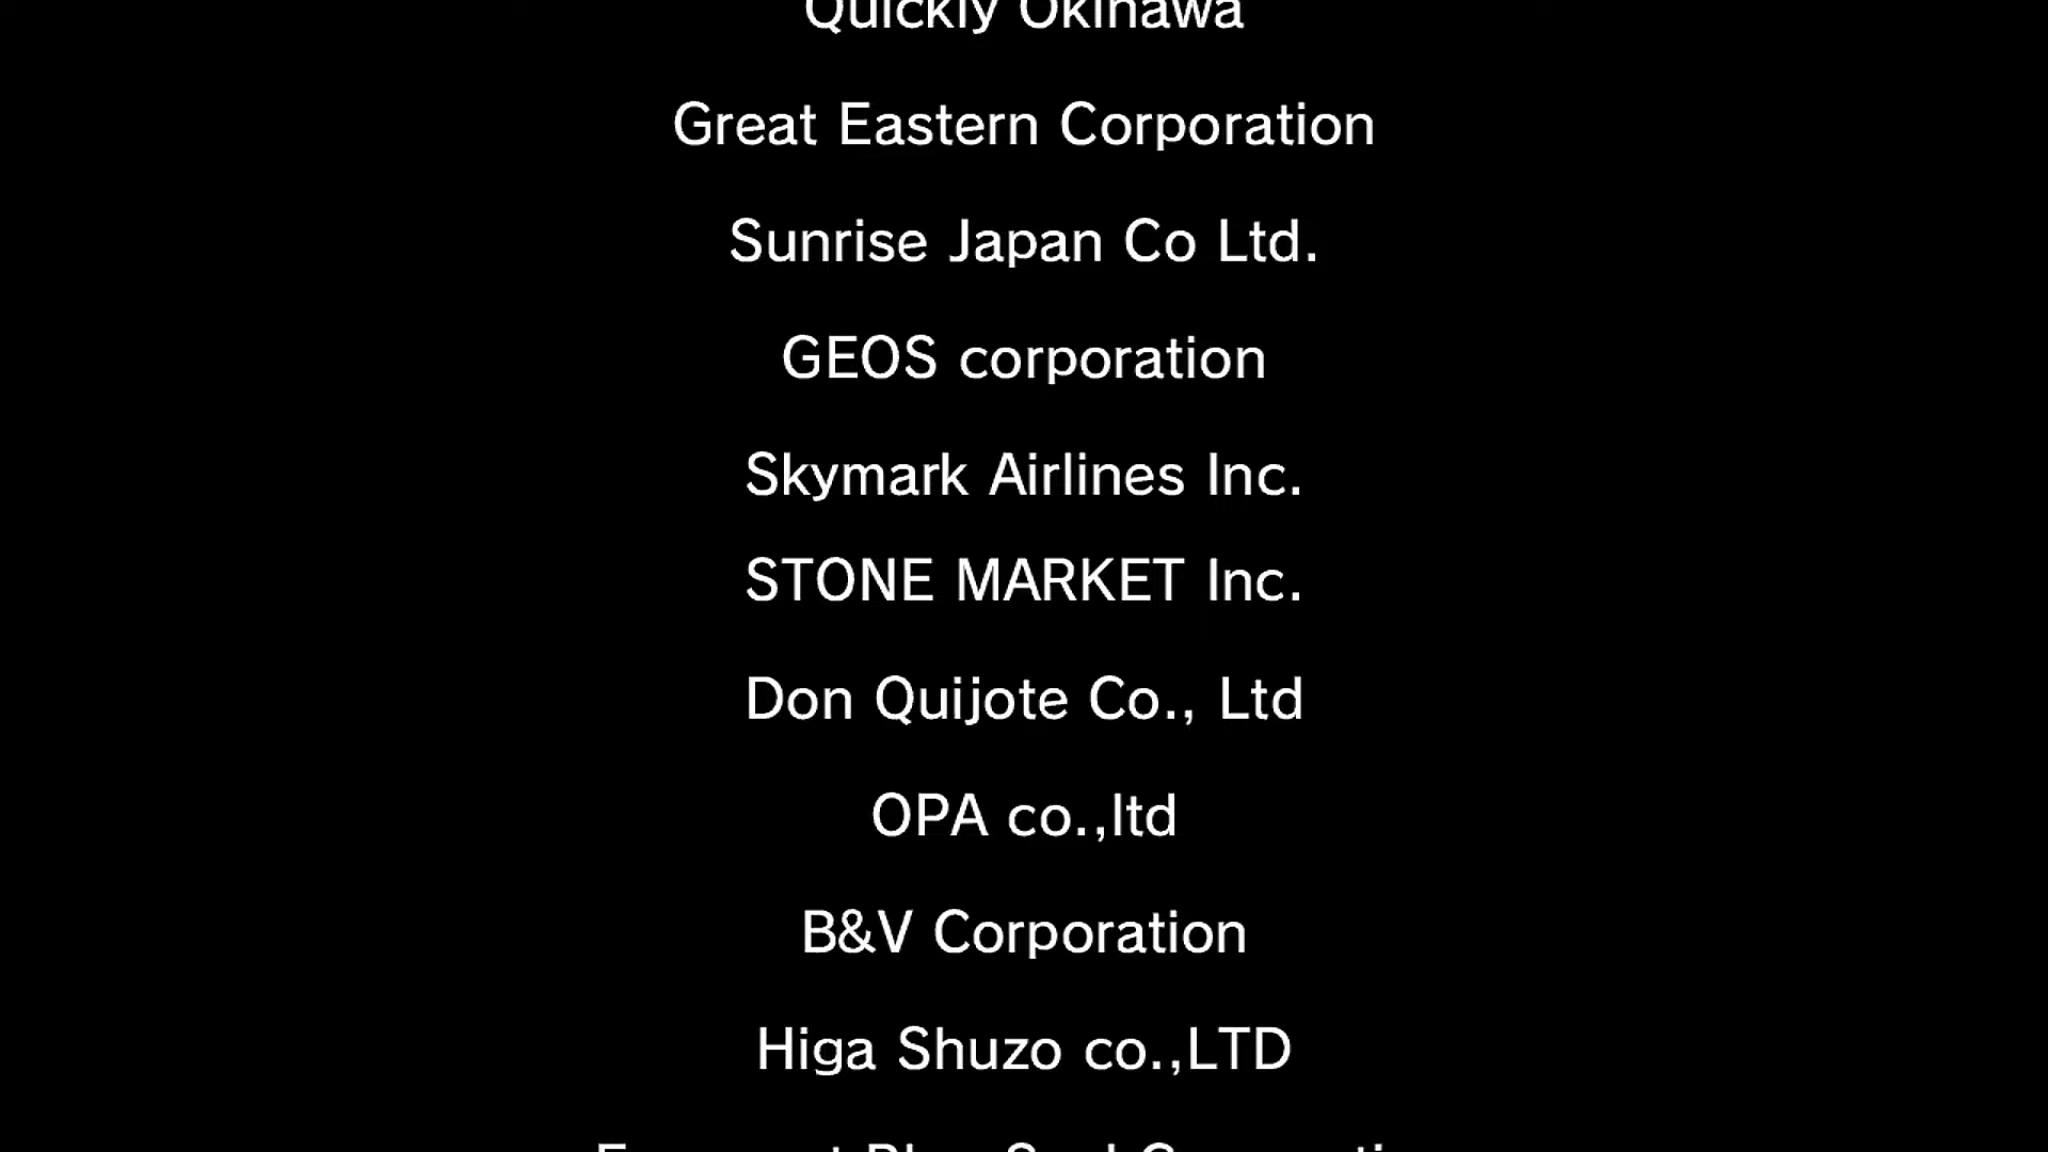 Quickly Okinawa
Great Eastern Corporation
Sunrise Japan Co Ltd.
GEOS corporation
Skymark Airlines Inc.
STONE MARKET Inc.
Don Quijote Co., Ltd
OPA co.,ltd
B&V Corporation
Higa Shuzo co.,LTD